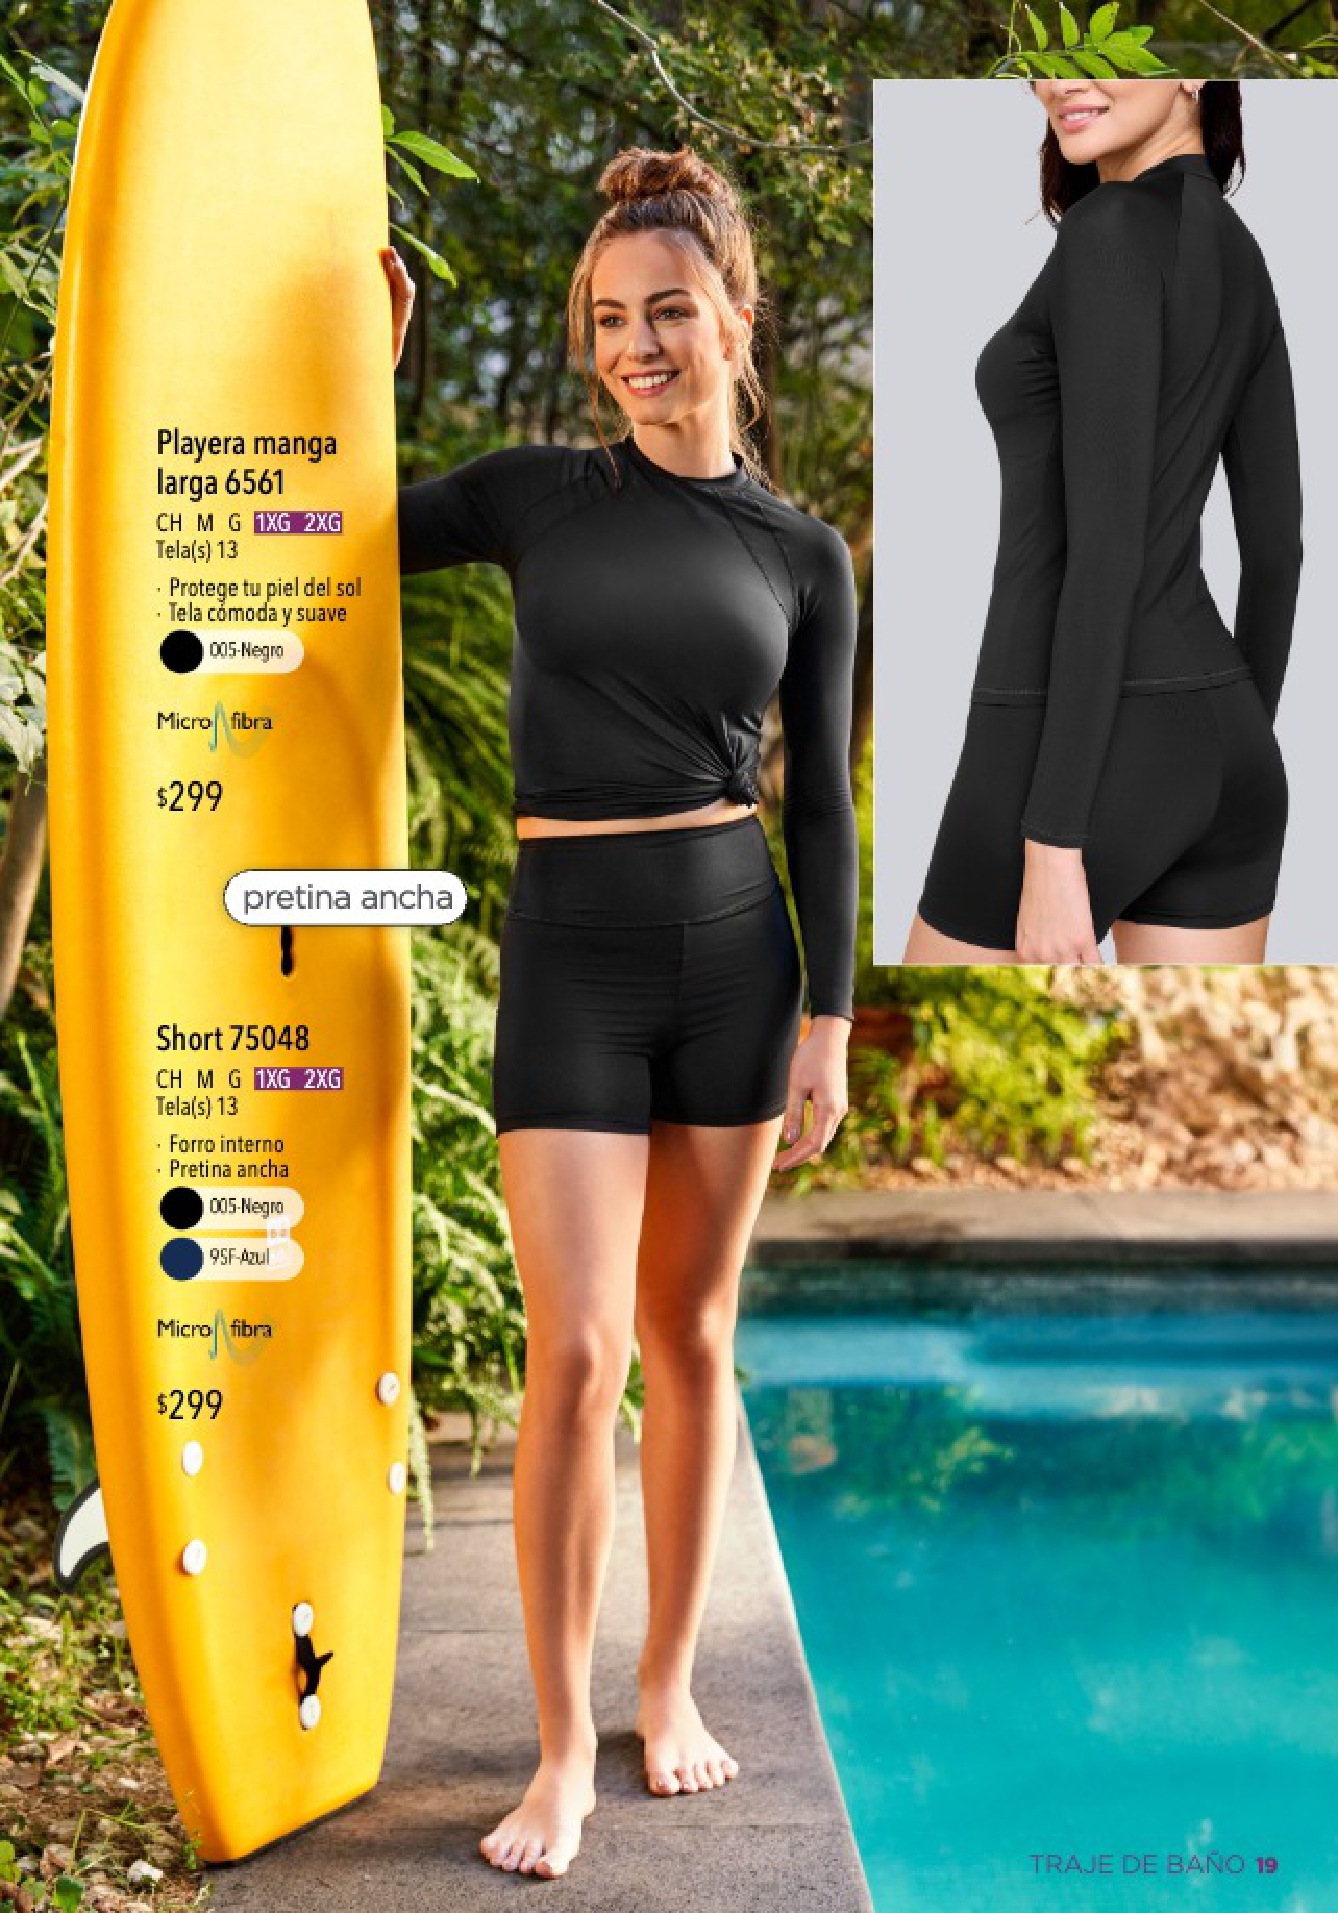 Playera manga
larga 6561
CH M G 1XG 2XG
Tela(s) 13
· Protege tu piel del sol
· Tela cómoda y suave
005-Negro
Micro fibra
$299
pretina ancha
Short 75048
CH M G 1XG 2XG
Tela(s) 13
· Forro interno
· Pretina ancha
005-Negro
95F-Azul
Micro fibra
$299
TRAJE DE BAÑO 19